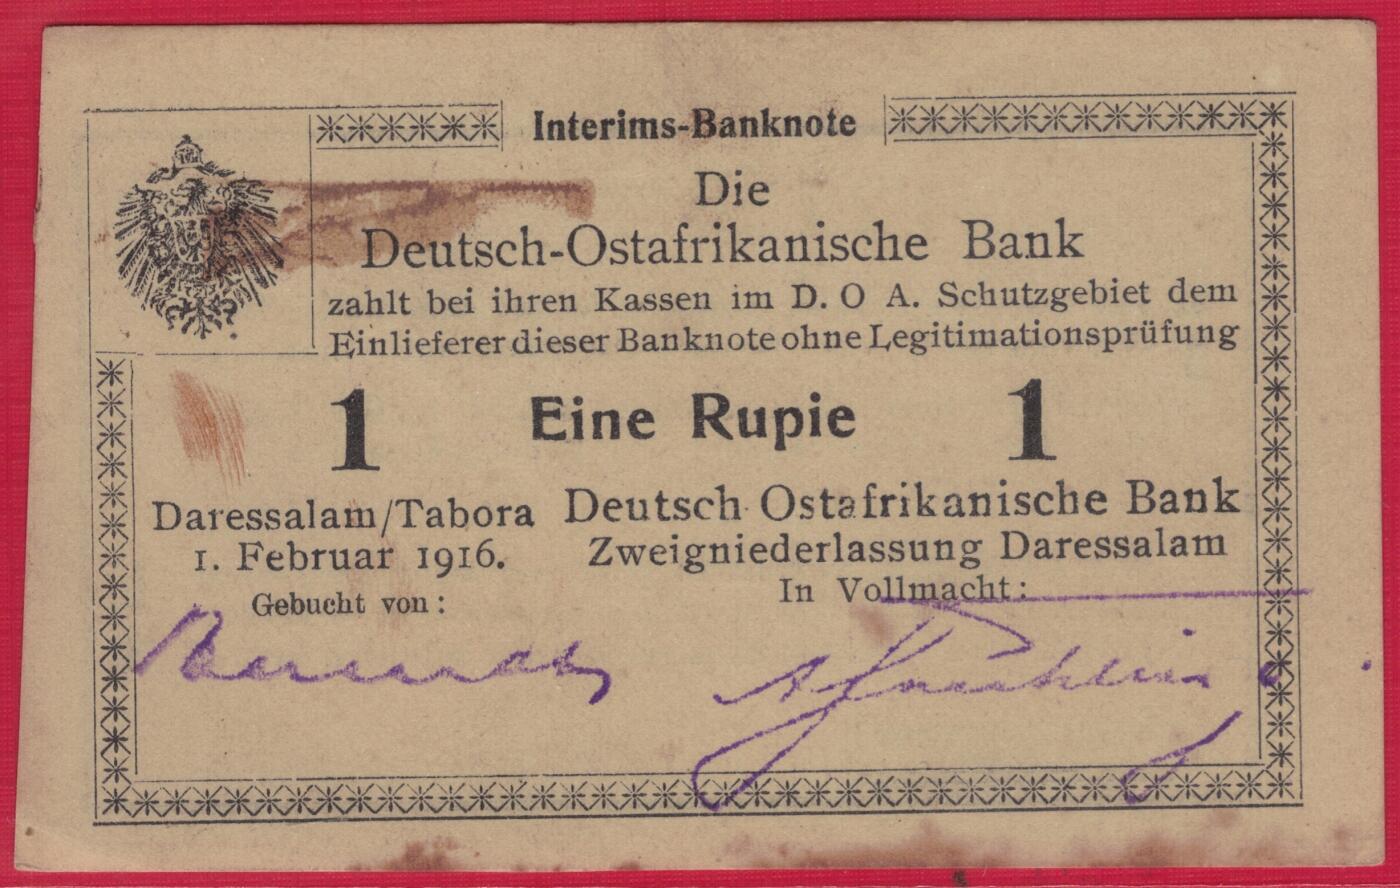 Interims-Banknote
Die
Deutsch-Ostafrikanische Bank
zahlt bei ihren Kassen im D. O A. Schutzgebiet dem
Einlieferer dieser Banknote ohne Legitimationsprüfung
1 Eine Rupie 1
Daressalam/Tabora
1. Februar 1916.
Gebucht von:
Deutsch Ostafrikanische Bank
Zweigniederlassung Daressalam
In Vollmacht: